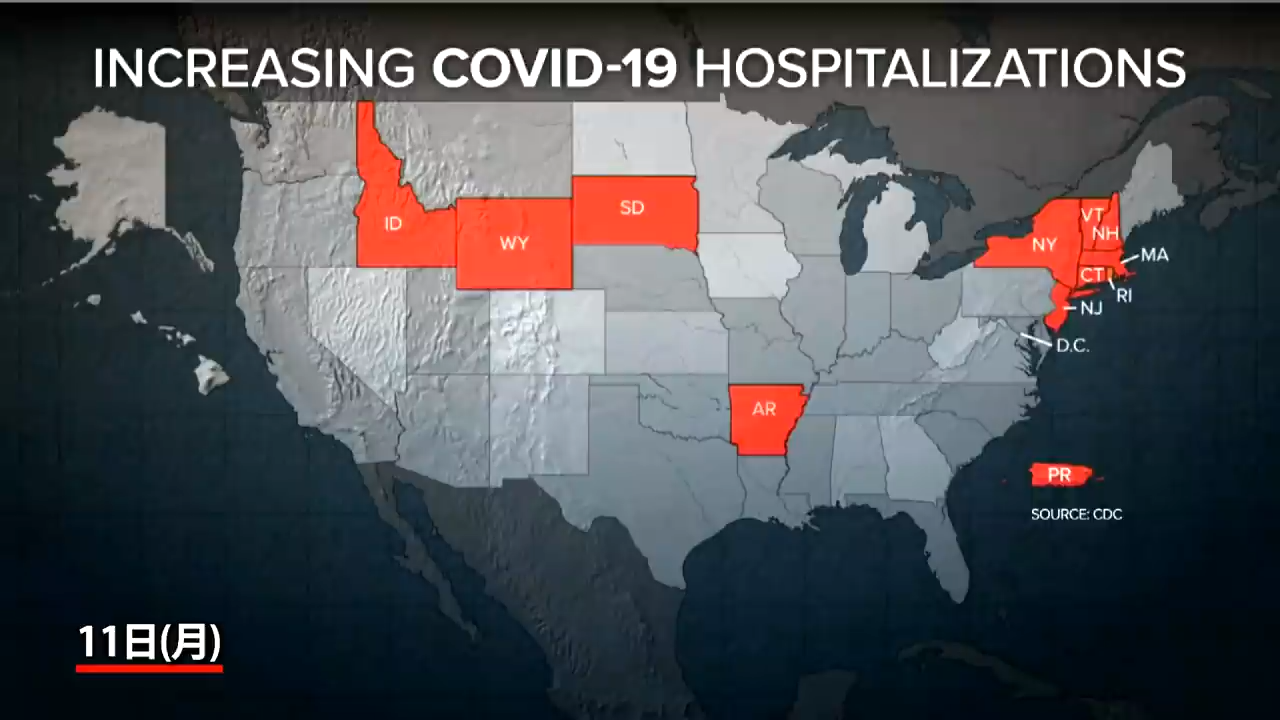 INCREASING COVID-19 HOSPITALIZATIONS
ID
WY
SD
VT
NH
NY
MA
CT
RI
NJ
D.C.
AR
PR
SOURCE: CDC
11日(月)